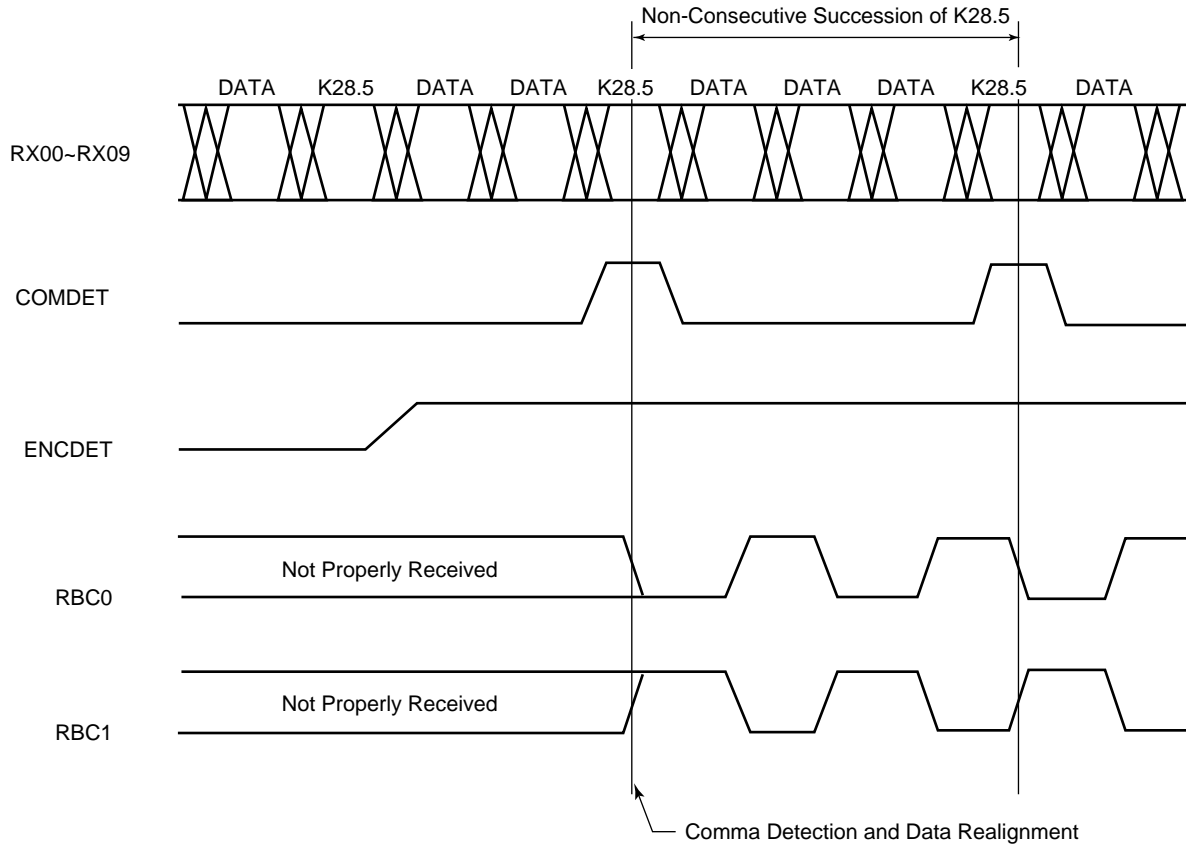 Non-Consecutive Succession of K28.5
DATA K28.5 DATA DATA K28.5 DATA DATA DATA K28.5 DATA
RX00~RX09
COMDET
ENCDET
Not Properly Received
RBC0
Not Properly Received
RBC1
Comma Detection and Data Realignment